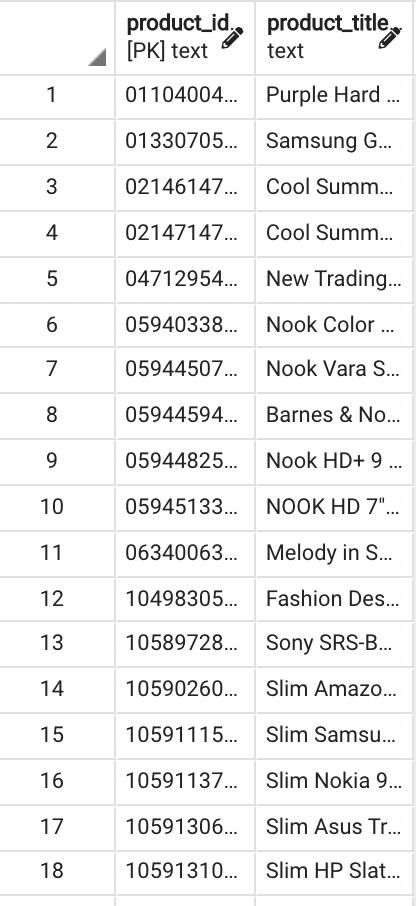 product_id product_title
[PK] text text
1 01104004... Purple Hard ...
2 01330705... Samsung G...
3 02146147... Cool Summ...
4 02147147... Cool Summ...
5 04712954... New Trading...
6 05940338... Nook Color ...
7 05944507... Nook Vara S...
8 05944594... Barnes & No...
9 05944825... Nook HD+ 9 ...
10 05945133... NOOK HD 7"...
11 06340063... Melody in S...
12 10498305... Fashion Des...
13 10589728... Sony SRS-B...
14 10590260... Slim Amazo...
15 10591115... Slim Samsu...
16 10591137... Slim Nokia 9...
17 10591306... Slim Asus Tr...
18 10591310... Slim HP Slat...